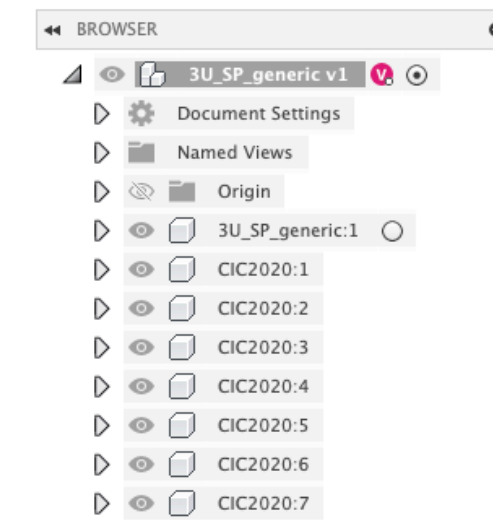 BROWSER
3U_SP_generic v1 V
Document Settings
Named Views
Origin
3U_SP_generic:1
CIC2020:1
CIC2020:2
CIC2020:3
CIC2020:4
CIC2020:5
CIC2020:6
CIC2020:7